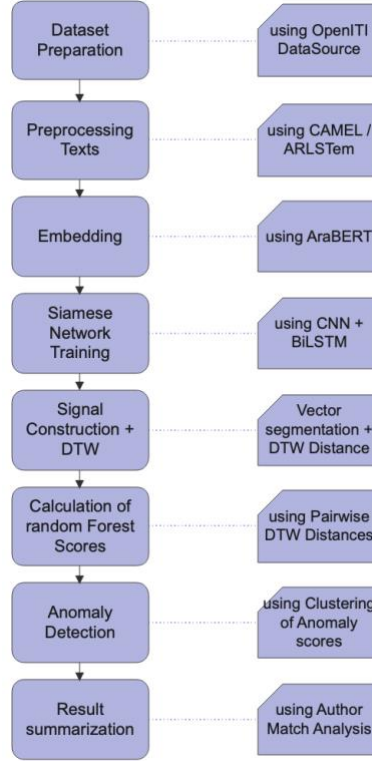 Dataset
Preparation
using OpenITI
DataSource
Preprocessing
Texts
using CAMEL /
ARLSTem
Embedding
using AraBERT
Siamese
Network
Training
using CNN +
BiLSTM
Signal
Construction +
DTW
Vector
segmentation +
DTW Distance
Calculation of
random Forest
Scores
using Pairwise
DTW Distances
Anomaly
Detection
using Clustering
of Anomaly
scores
Result
summarization
using Author
Match Analysis